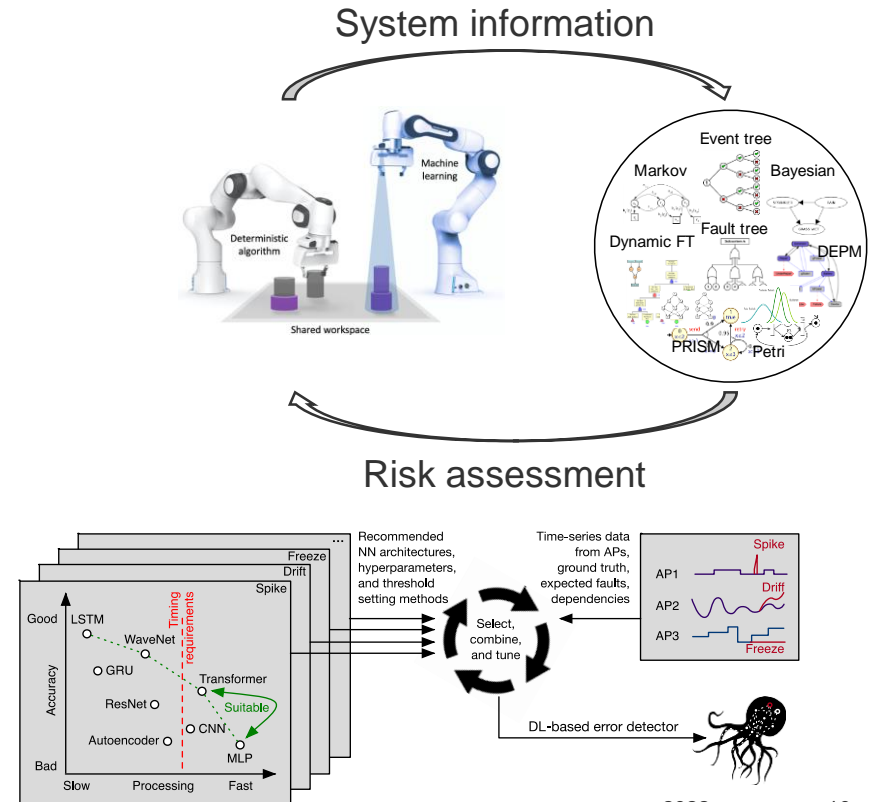 System information
Machine
learning
Deterministic
algorithm
Shared workspace
Event tree
Markov
Bayesian
Fault tree
Dynamic FT
DEPM
PRISM
Petri
Risk assessment
...
Freeze
Drift
Spike
Good
Accuracy
Bad
LSTM
WaveNet
GRU
Transformer
ResNet
Suitable
CNN
Autoencoder
MLP
Timing
requirements
Slow
Processing
Fast
Recommended
NN architectures,
hyperparameters,
and threshold
setting methods
Select,
combine,
and tune
Time-series data
from APs,
ground truth,
expected faults,
dependencies
Spike
AP1
Driff
AP2
AP3
Freeze
DL-based error detector